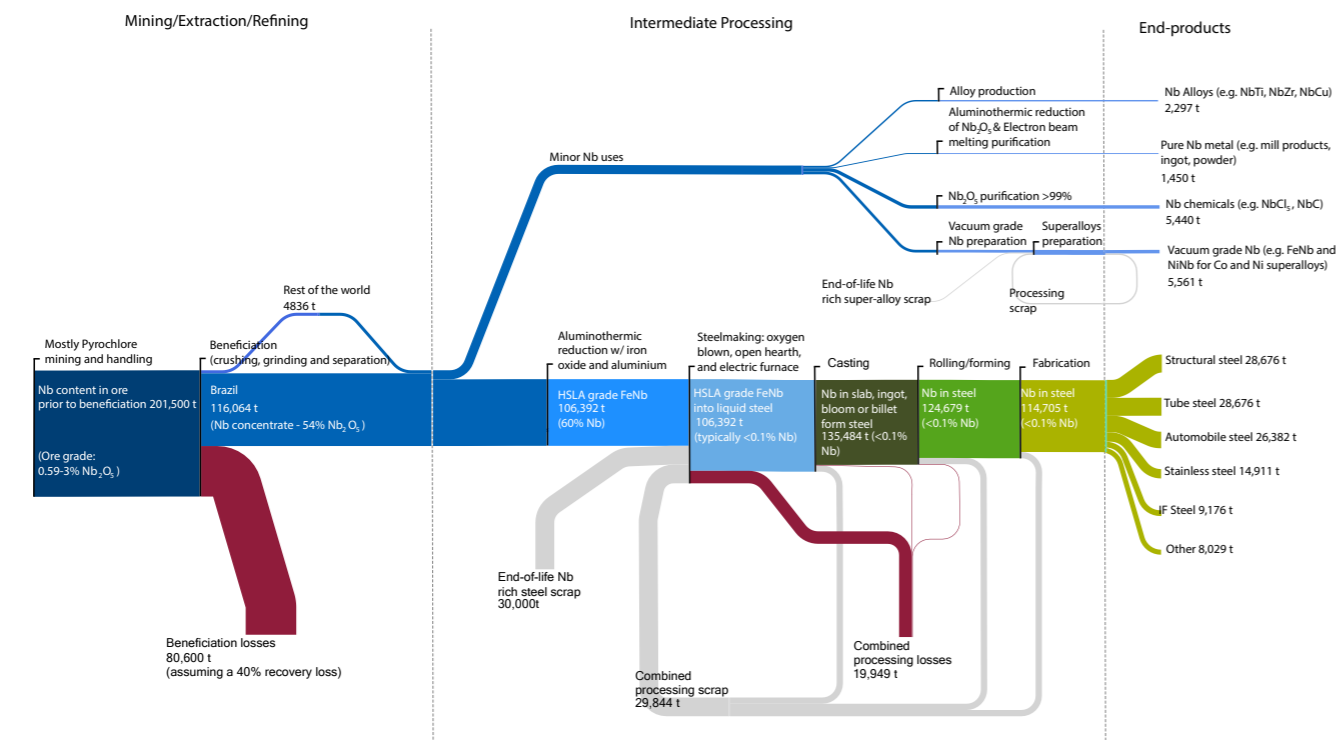 Mining/Extraction/Refining
Intermediate Processing
End-products
Alloy production
Nb Alloys (e.g. NbTi, NbZr, NbCu)
2,297 t
Aluminothermic reduction
of Nb₂O₅ & Electron beam
melting purification
Pure Nb metal (e.g. mill products,
ingot, powder)
1,450 t
Minor Nb uses
Nb₂O₅ purification >99%
Nb chemicals (e.g. NbCl₅, NbC)
5,440 t
Vacuum grade
Nb preparation
Superalloys
preparation
Vacuum grade Nb (e.g. FeNb and
NiNb for Co and Ni superalloys)
5,561 t
End-of-life Nb
rich super-alloy scrap
Processing
scrap
Rest of the world
4836 t
Mostly Pyrochlore
mining and handling
Beneficiation
(crushing, grinding and separation)
Aluminothermic
reduction w/ iron
oxide and aluminium
Steelmaking: oxygen
blown, open hearth,
and electric furnace
Casting
Rolling/forming
Fabrication
Nb content in ore
prior to beneficiation 201,500 t
(Ore grade:
0.59-3% Nb₂O₅ )
Brazil
116,064 t
(Nb concentrate - 54% Nb₂O₅ )
HSLA grade FeNb
106,392 t
(60% Nb)
HSLA grade FeNb
into liquid steel
106,392 t
(typically <0.1% Nb)
Nb in slab, ingot,
bloom or billet
form steel
135,484 t (<0.1%
Nb)
Nb in steel
124,679 t
(<0.1% Nb)
Nb in steel
114,705 t
(<0.1% Nb)
Structural steel 28,676 t
Tube steel 28,676 t
Automobile steel 26,382 t
Stainless steel 14,911 t
IF Steel 9,176 t
Other 8,029 t
End-of-life Nb
rich steel scrap
30,000t
Beneficiation losses
80,600 t
(assuming a 40% recovery loss)
Combined
processing losses
19,949 t
Combined
processing scrap
29,844 t